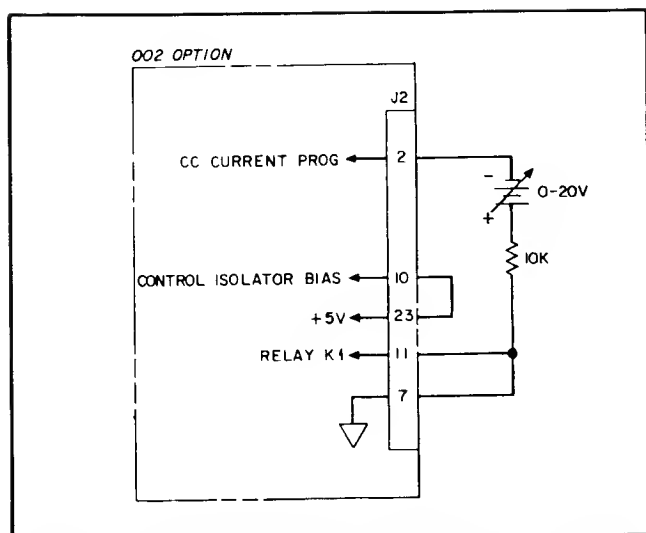 002 OPTION
J2
CC CURRENT PROG
2
-
0-20V
+
10K
CONTROL ISOLATOR BIAS
10
+5V
23
RELAY K1
11
7